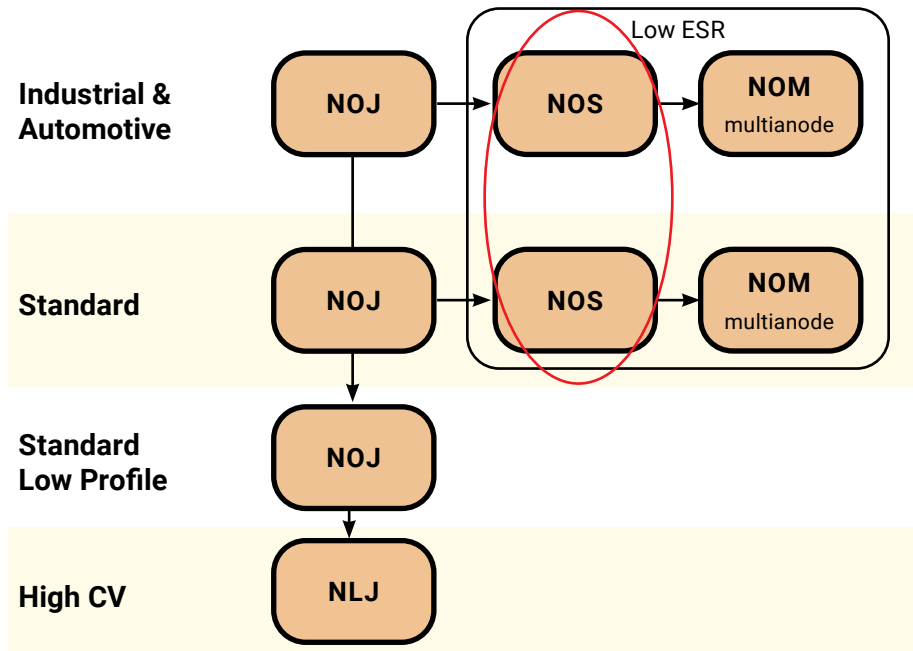 Low ESR
Industrial &
Automotive
NOJ
NOS
NOM
multianode
Standard
NOJ
NOS
NOM
multianode
Standard
Low Profile
NOJ
High CV
NLJ